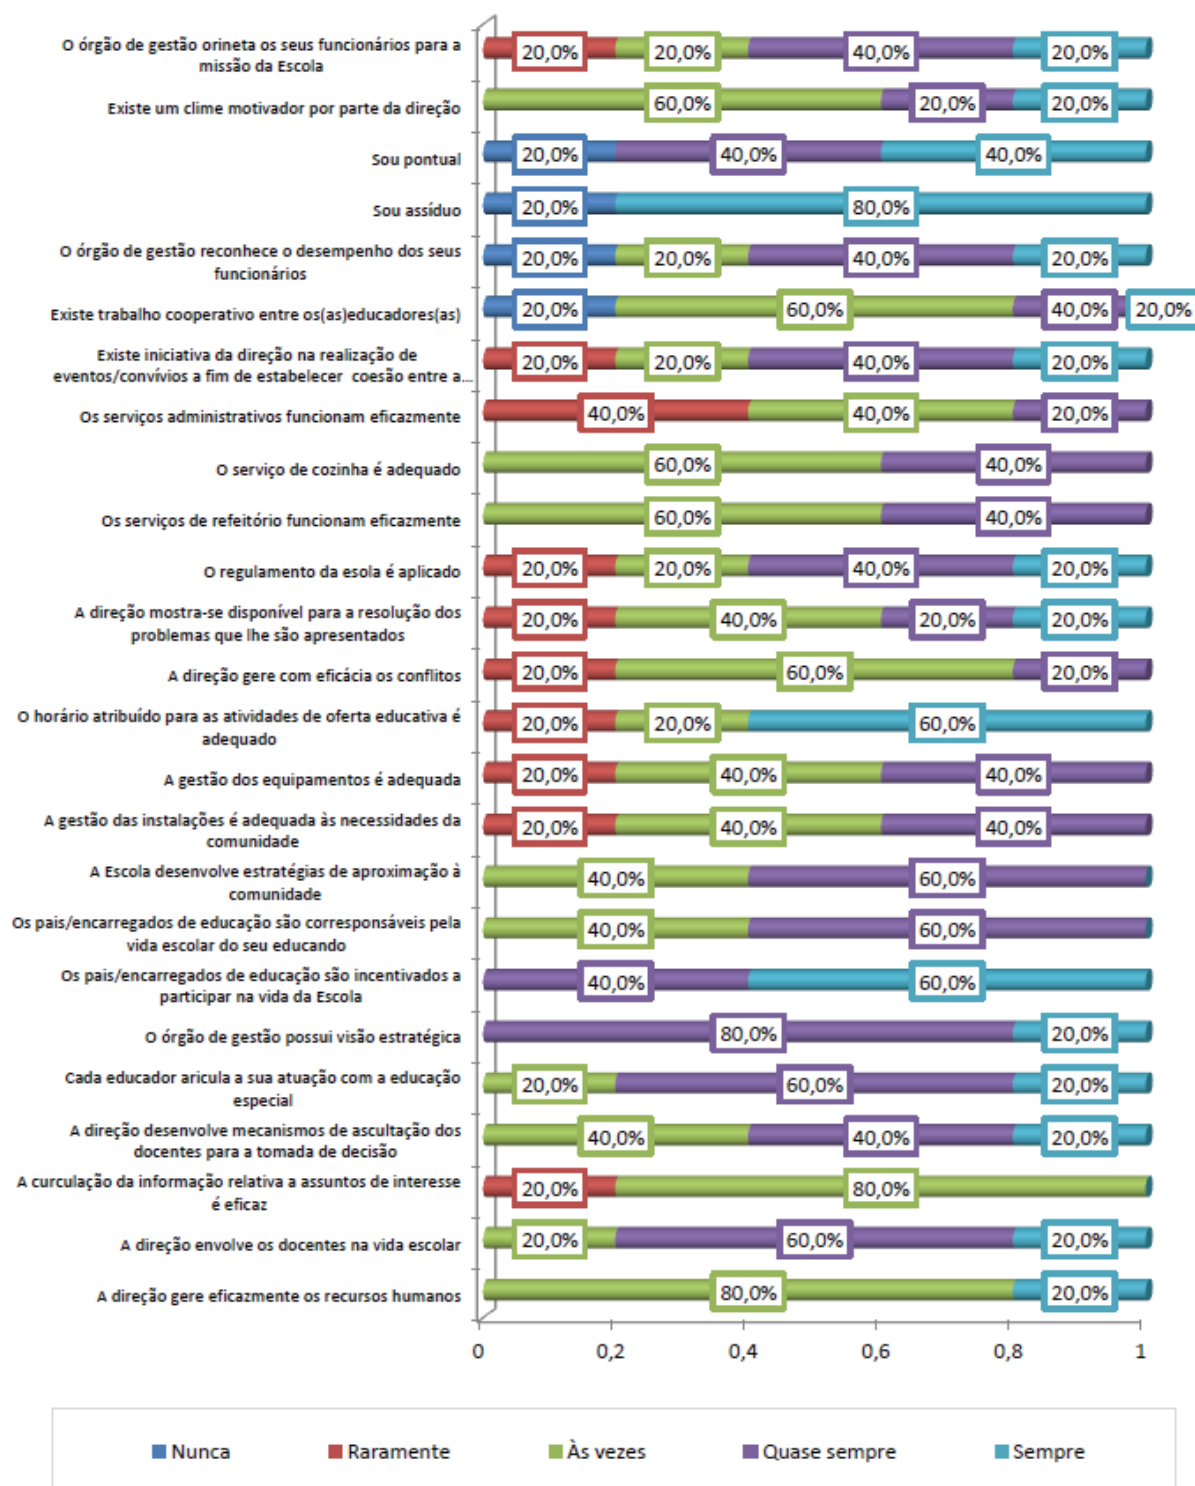 O órgão de gestão orineta os seus funcionários para a
missão da Escola
20,0% 20,0% 40,0% 20,0%
Existe um clime motivador por parte da direção
60,0% 20,0% 20,0%
Sou pontual
20,0% 40,0% 40,0%
Sou assíduo
20,0% 80,0%
O órgão de gestão reconhece o desempenho dos seus
funcionários
20,0% 20,0% 40,0% 20,0%
Existe trabalho cooperativo entre os(as)educadores(as)
20,0% 60,0% 40,0% 20,0%
Existe iniciativa da direção na realização de
eventos/convívios a fim de estabelecer coesão entre a...
20,0% 20,0% 40,0% 20,0%
Os serviços administrativos funcionam eficazmente
40,0% 40,0% 20,0%
O serviço de cozinha é adequado
60,0% 40,0%
Os serviços de refeitório funcionam eficazmente
60,0% 40,0%
O regulamento da esola é aplicado
20,0% 20,0% 40,0% 20,0%
A direção mostra-se disponível para a resolução dos
problemas que lhe são apresentados
20,0% 40,0% 20,0% 20,0%
A direção gere com eficácia os conflitos
20,0% 60,0% 20,0%
O horário atribuído para as atividades de oferta educativa é
adequado
20,0% 20,0% 60,0%
A gestão dos equipamentos é adequada
20,0% 40,0% 40,0%
A gestão das instalações é adequada às necessidades da
comunidade
20,0% 40,0% 40,0%
A Escola desenvolve estratégias de aproximação à
comunidade
40,0% 60,0%
Os pais/encarregados de educação são corresponsáveis pela
vida escolar do seu educando
40,0% 60,0%
Os pais/encarregados de educação são incentivados a
participar na vida da Escola
40,0% 60,0%
O órgão de gestão possui visão estratégica
80,0% 20,0%
Cada educador aricula a sua atuação com a educação
especial
20,0% 60,0% 20,0%
A direção desenvolve mecanismos de ascultação dos
docentes para a tomada de decisão
40,0% 40,0% 20,0%
A curculação da informação relativa a assuntos de interesse
é eficaz
20,0% 80,0%
A direção envolve os docentes na vida escolar
20,0% 60,0% 20,0%
A direção gere eficazmente os recursos humanos
80,0% 20,0%
0 0,2 0,4 0,6 0,8 1
Nunca Raramente Às vezes Quase sempre Sempre